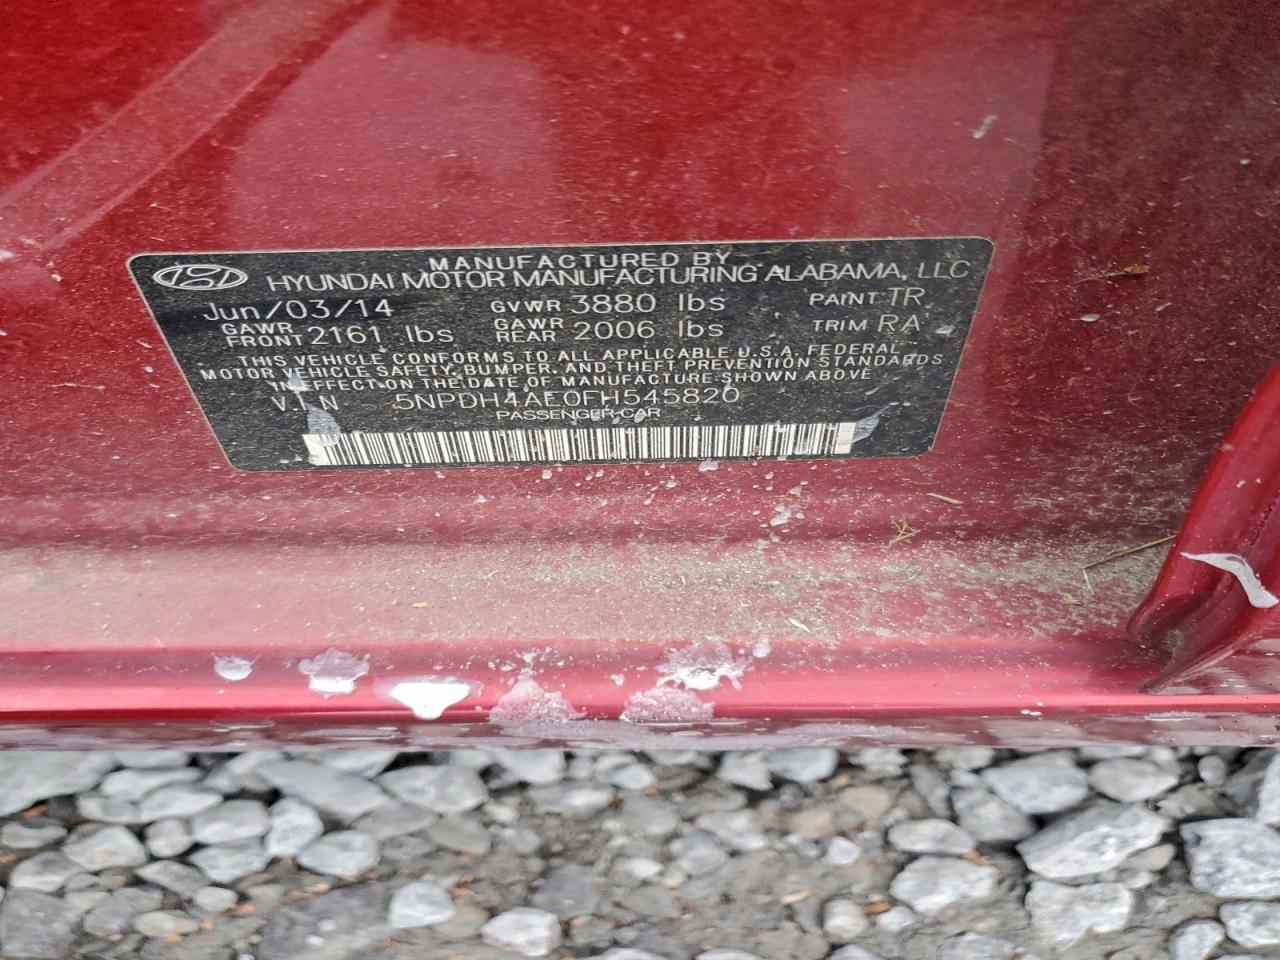 MANUFACTURED BY
HYUNDAI MOTOR MANUFACTURING ALABAMA, LLC
Jun/03/14 GVWR 3880 lbs PAINT TR
GAWR FRONT 2161 lbs GAWR REAR 2006 lbs TRIM RA
THIS VEHICLE CONFORMS TO ALL APPLICABLE U.S.A. FEDERAL
MOTOR VEHICLE SAFETY, BUMPER, AND THEFT PREVENTION STANDARDS
IN EFFECT ON THE DATE OF MANUFACTURE SHOWN ABOVE
V I N 5NPDH4AE0FH545820
PASSENGER CAR